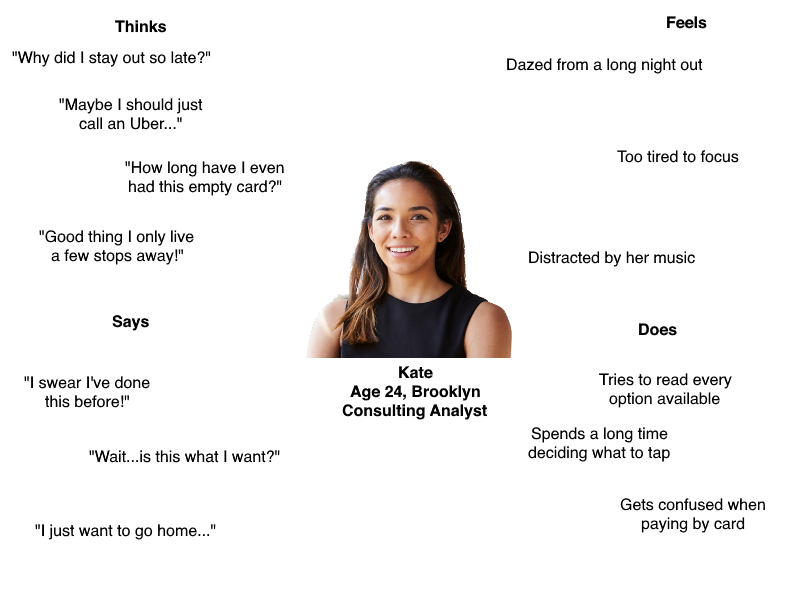 Thinks
"Why did I stay out so late?"
"Maybe I should just
call an Uber..."
"How long have I even
had this empty card?"
"Good thing I only live
a few stops away!"
Feels
Dazed from a long night out
Too tired to focus
Distracted by her music
Says
"I swear I've done
this before!"
"Wait...is this what I want?"
"I just want to go home..."
Kate
Age 24, Brooklyn
Consulting Analyst
Does
Tries to read every
option available
Spends a long time
deciding what to tap
Gets confused when
paying by card